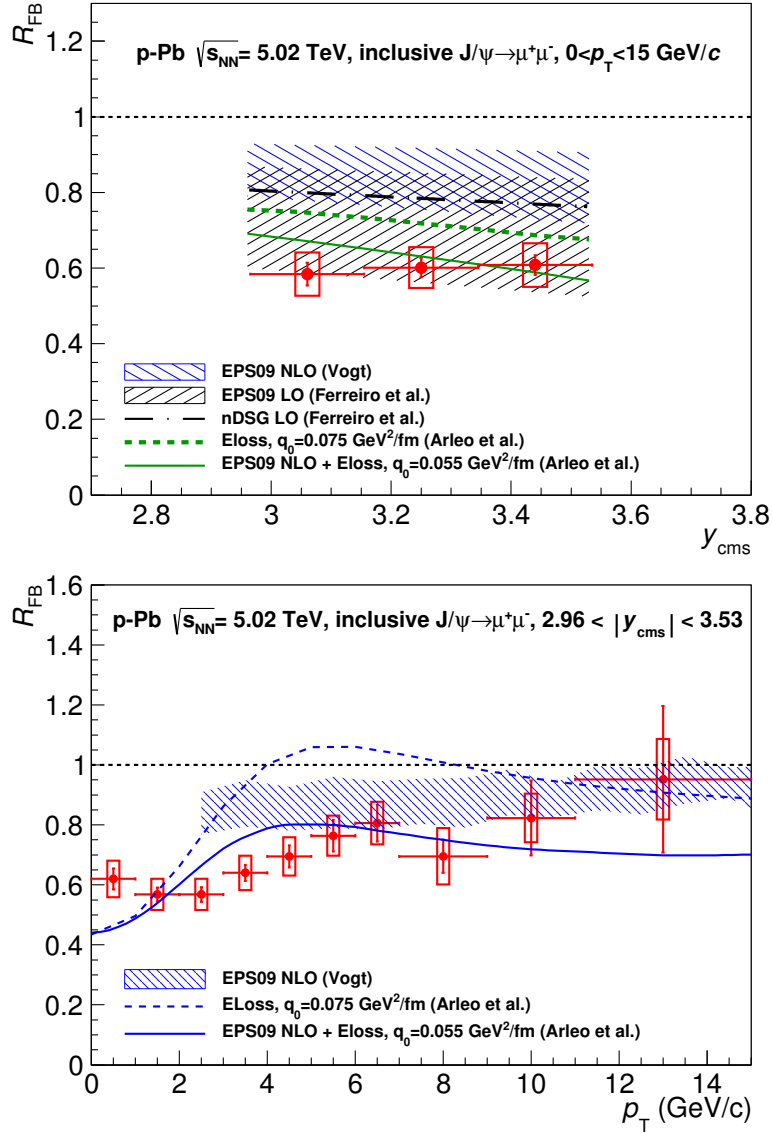 R_FB
p-Pb √s_NN = 5.02 TeV, inclusive J/ψ→μ⁺μ⁻, 0<p_T<15 GeV/c
1.2
1
0.8
0.6
0.4
0.2
0
EPS09 NLO (Vogt)
EPS09 LO (Ferreiro et al.)
nDSG LO (Ferreiro et al.)
Eloss, q₀=0.075 GeV²/fm (Arleo et al.)
EPS09 NLO + Eloss, q₀=0.055 GeV²/fm (Arleo et al.)
2.8 3 3.2 3.4 3.6 3.8
y_cms
R_FB
p-Pb √s_NN = 5.02 TeV, inclusive J/ψ→μ⁺μ⁻, 2.96 < |y_cms| < 3.53
1.6
1.4
1.2
1.0
0.8
0.6
0.4
0.2
0
EPS09 NLO (Vogt)
ELoss, q₀=0.075 GeV²/fm (Arleo et al.)
EPS09 NLO + Eloss, q₀=0.055 GeV²/fm (Arleo et al.)
0 2 4 6 8 10 12 14
p_T (GeV/c)